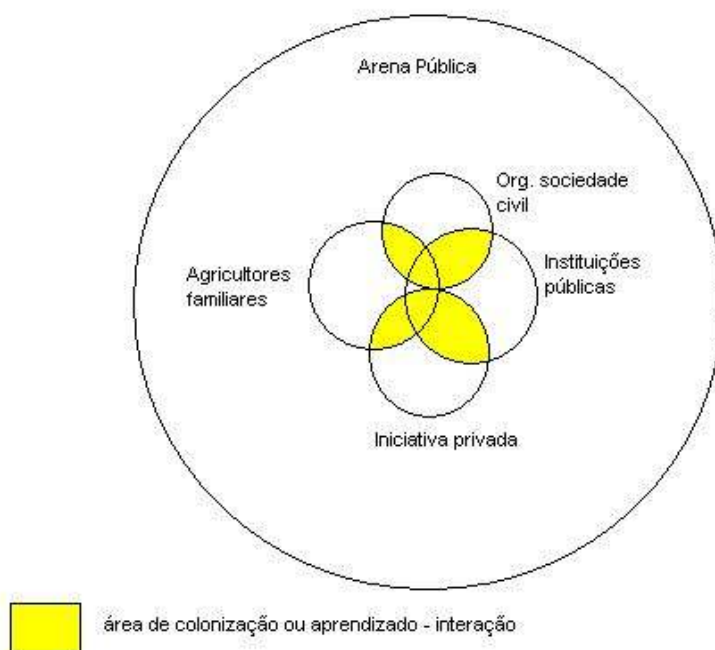 Arena Pública
Org. sociedade
civil
Agricultores
familiares
Instituições
públicas
Iniciativa privada
área de colonização ou aprendizado - interação